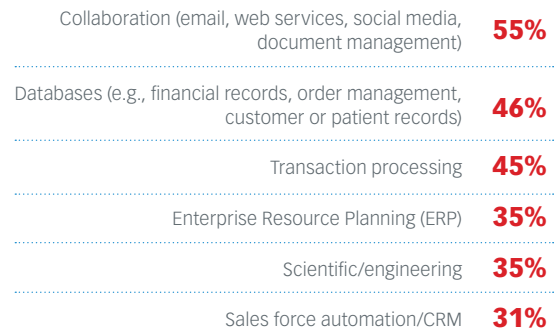 Collaboration (email, web services, social media,
document management) 55%
Databases (e.g., financial records, order management,
customer or patient records) 46%
Transaction processing 45%
Enterprise Resource Planning (ERP) 35%
Scientific/engineering 35%
Sales force automation/CRM 31%